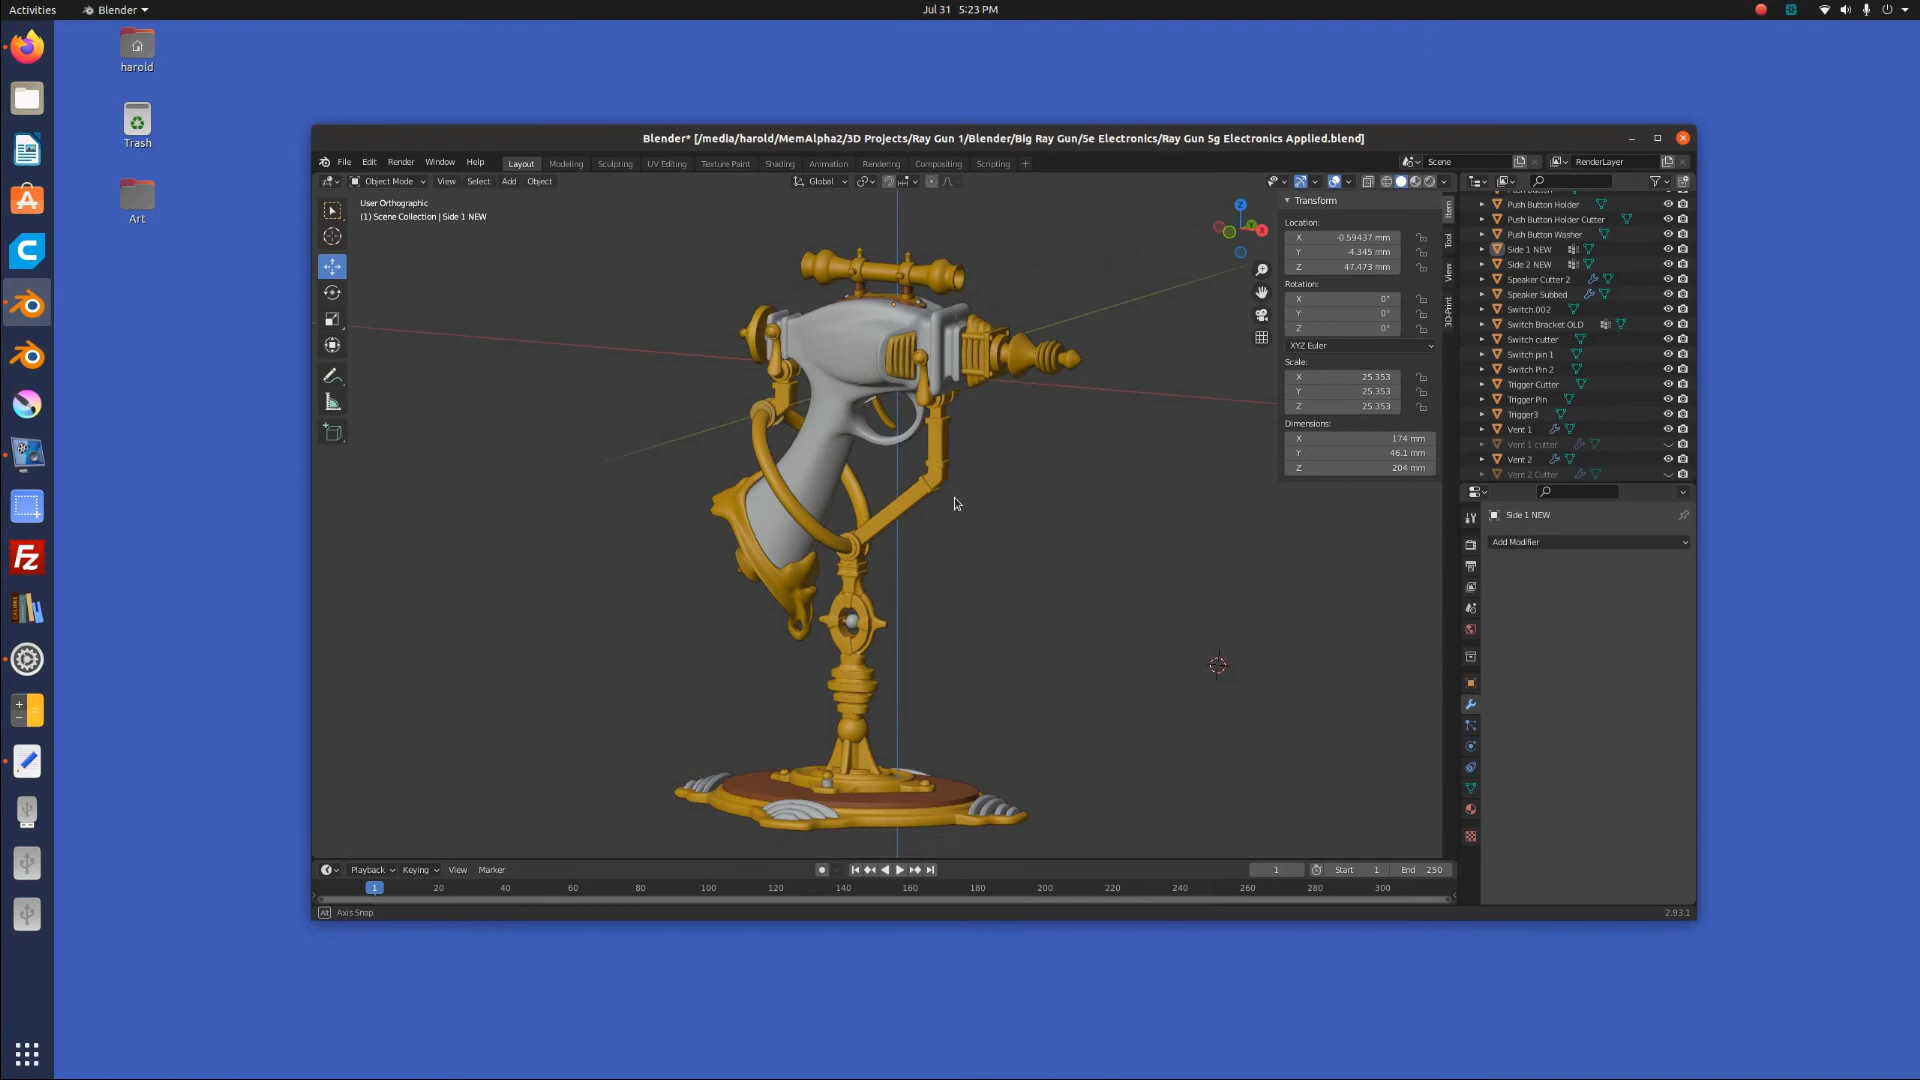 Activities
Blender
Jul 31 5:23 PM
harold
Trash
Art
Blender* [/media/harold/MemAlpha2/3D Projects/Ray Gun 1/Blender/Big Ray Gun/5e Electronics/Ray Gun 5g Electronics Applied.blend]
File Edit Render Window Help
Layout Modeling Sculpting UV Editing Texture Paint Shading Animation Rendering Compositing Scripting +
Scene
RenderLayer
Object Mode View Select Add Object
Global
User Orthographic
(1) Scene Collection | Side 1 NEW
Z
Y
X
Transform
Location:
X -0.59437 mm
Y -4.345 mm
Z 47.473 mm
Rotation:
X 0°
Y 0°
Z 0°
XYZ Euler
Scale:
X 25.353
Y 25.353
Z 25.353
Dimensions:
X 174 mm
Y 46.1 mm
Z 204 mm
Item
Tool
View
3D-Print
Push Button
Push Button Holder
Push Button Holder Cutter
Push Button Washer
Side 1 NEW
Side 2 NEW
Speaker Cutter 2
Speaker Subbed
Switch.002
Switch Bracket OLD
Switch cutter
Switch pin 1
Switch Pin 2
Trigger Cutter
Trigger Pin
Trigger3
Vent 1
Vent 1 cutter
Vent 2
Vent 2 Cutter
Side 1 NEW
Add Modifier
Playback Keying View Marker
1
Start 1
End 250
1 20 40 60 80 100 120 140 160 180 200 220 240 260 280 300
Alt Axis Snap
2.93.1
Fz
CALIBRE